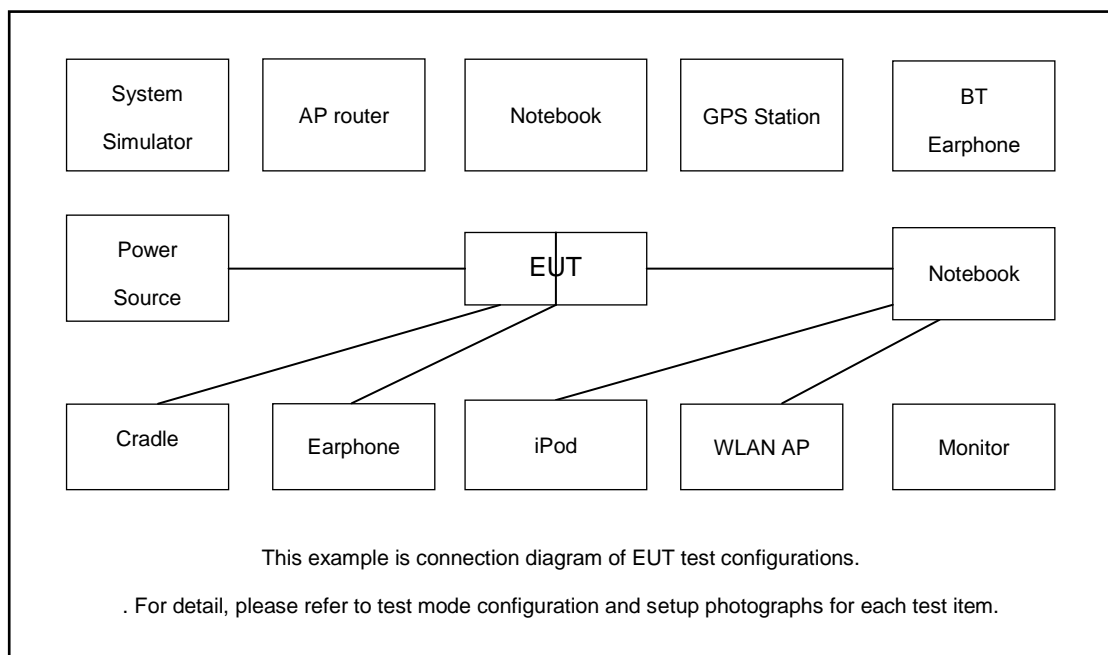 System
Simulator
AP router
Notebook
GPS Station
BT
Earphone
Power
Source
EUT
Notebook
Cradle
Earphone
iPod
WLAN AP
Monitor
This example is connection diagram of EUT test configurations.
. For detail, please refer to test mode configuration and setup photographs for each test item.